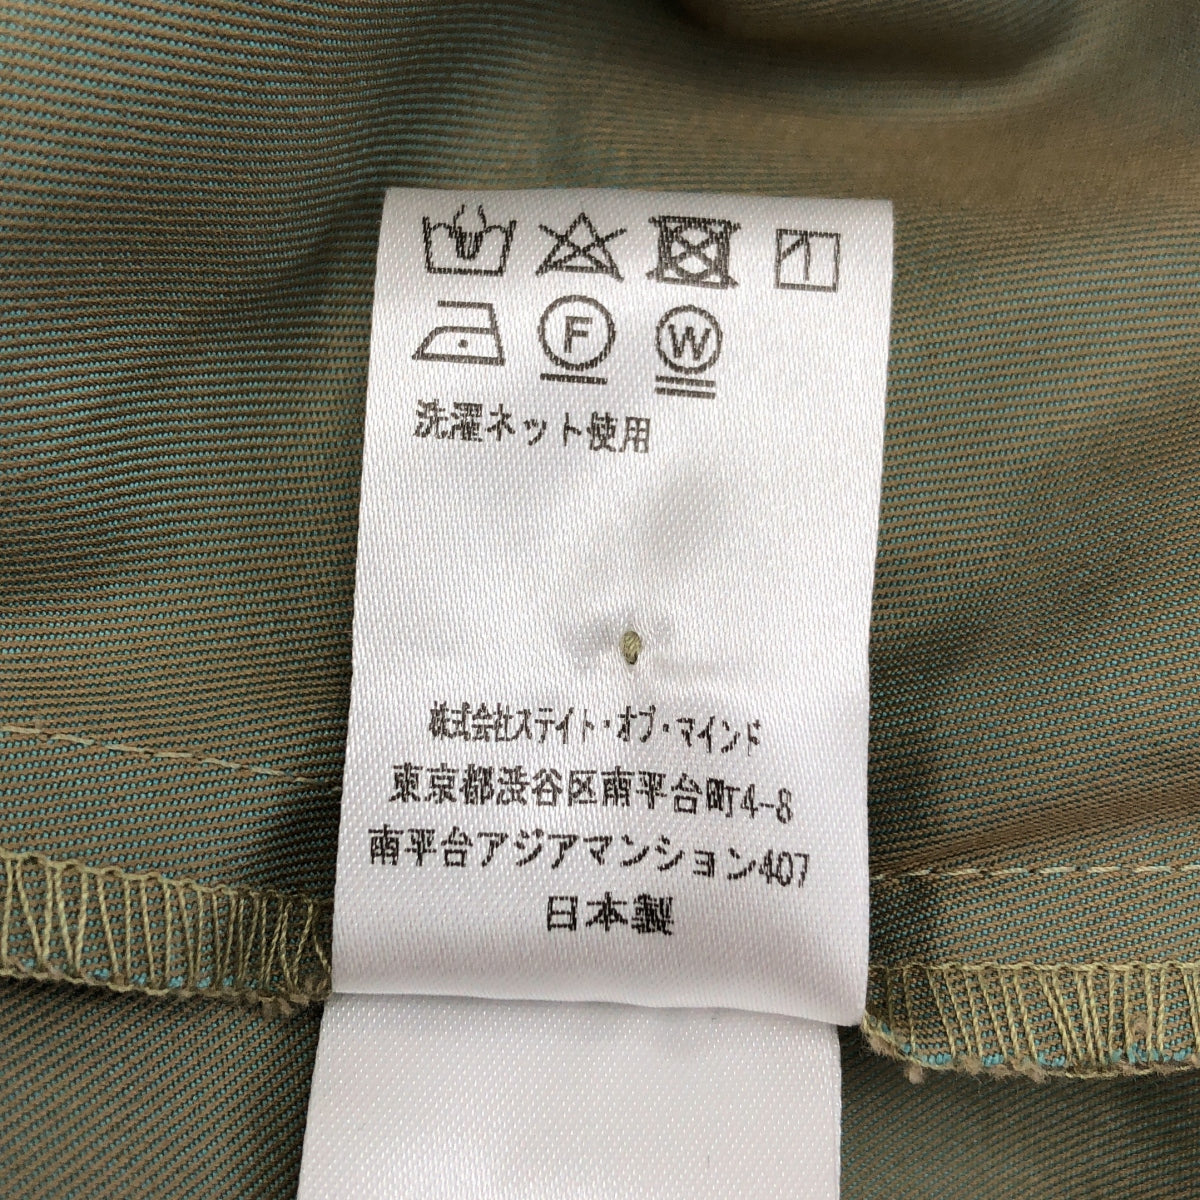 F W
洗濯ネット使用
株式会社ステイト・オブ・マインド
東京都渋谷区南平台町4-8
南平台アジアマンション407
日本製